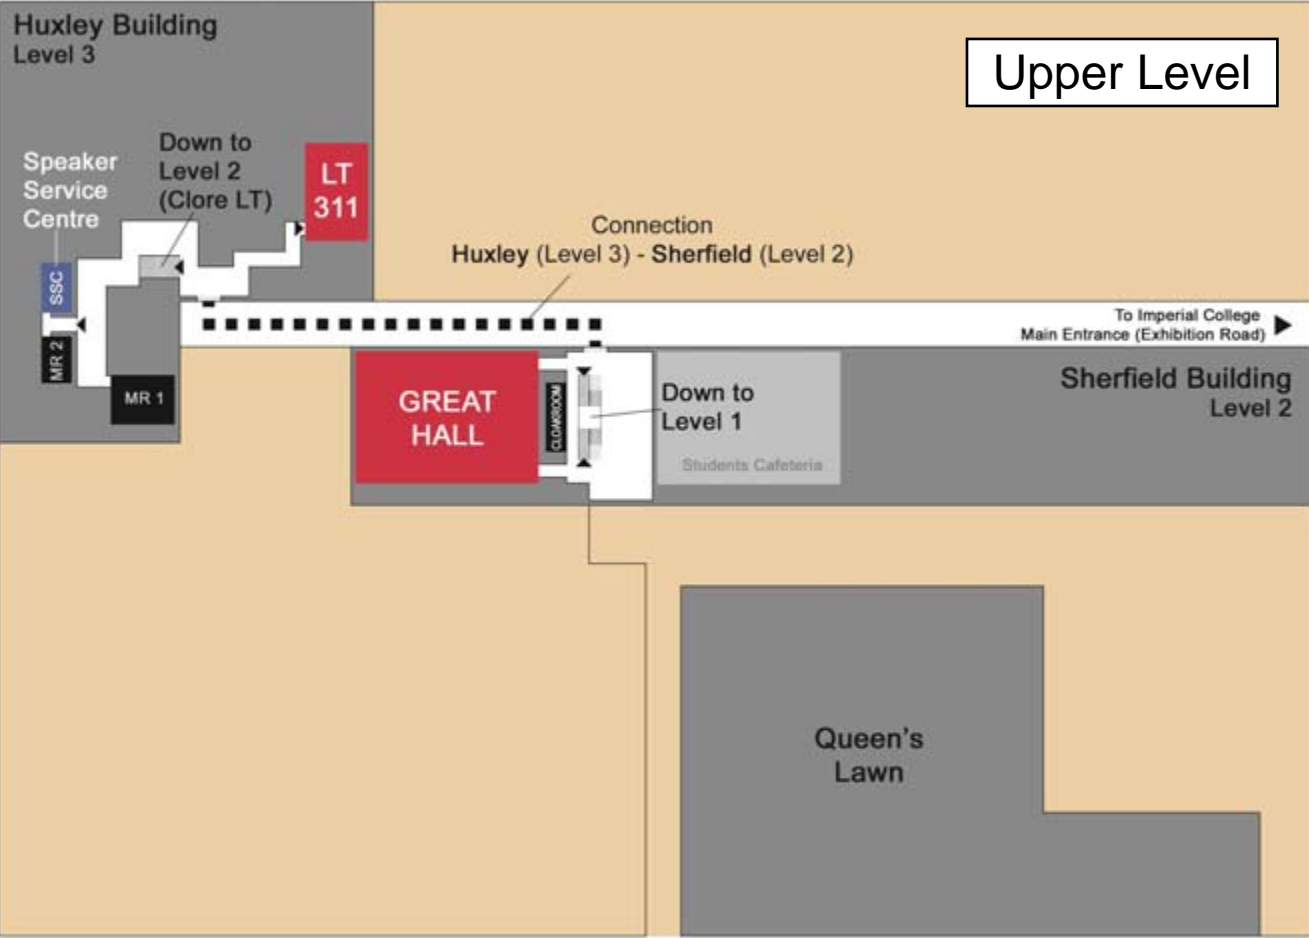 Huxley Building
Level 3
Upper Level
Down to
Level 2
(Clore LT)
Speaker
Service
Centre
LT
311
Connection
Huxley (Level 3) - Sherfield (Level 2)
SSC
To Imperial College
Main Entrance (Exhibition Road)
MR 2
MR 1
GREAT
HALL
CLOAKROOM
Down to
Level 1
Students Cafeteria
Sherfield Building
Level 2
Queen's
Lawn